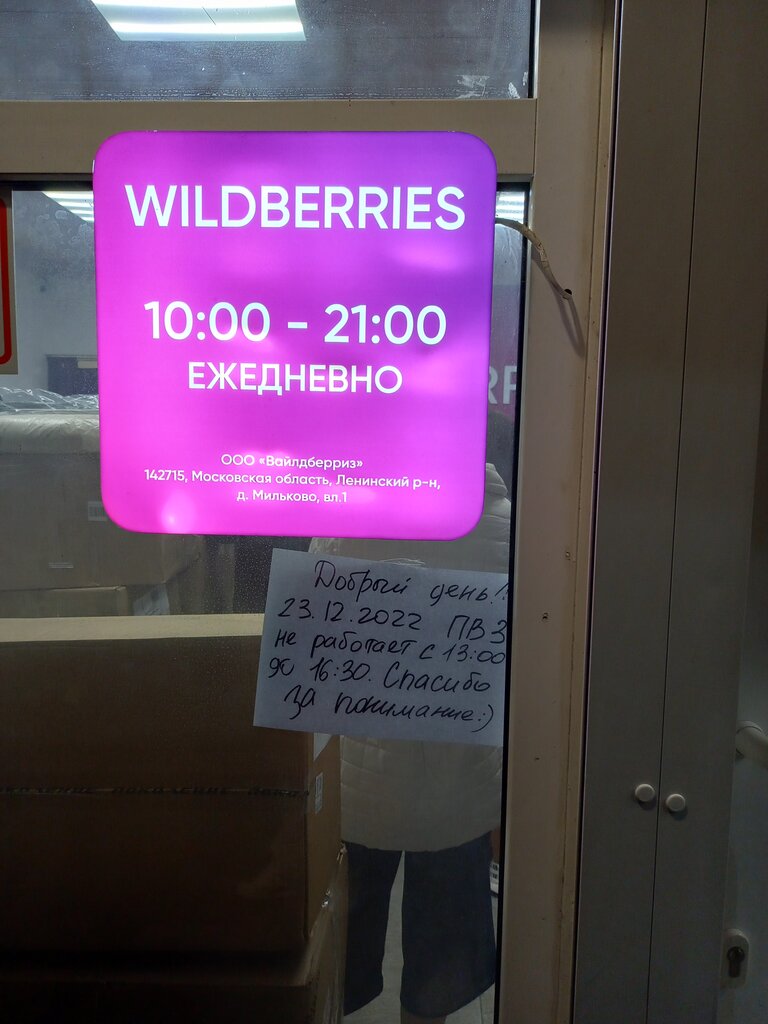 WILDBERRIES
10:00 - 21:00
ЕЖЕДНЕВНО
ООО «Вайлдберриз»
142715, Московская область, Ленинский р-н,
д. Мильково, вл.1
Добрый день!!
23.12.2022 ПВЗ
не работает с 13:00
до 16:30. Спасибо
за понимание:)